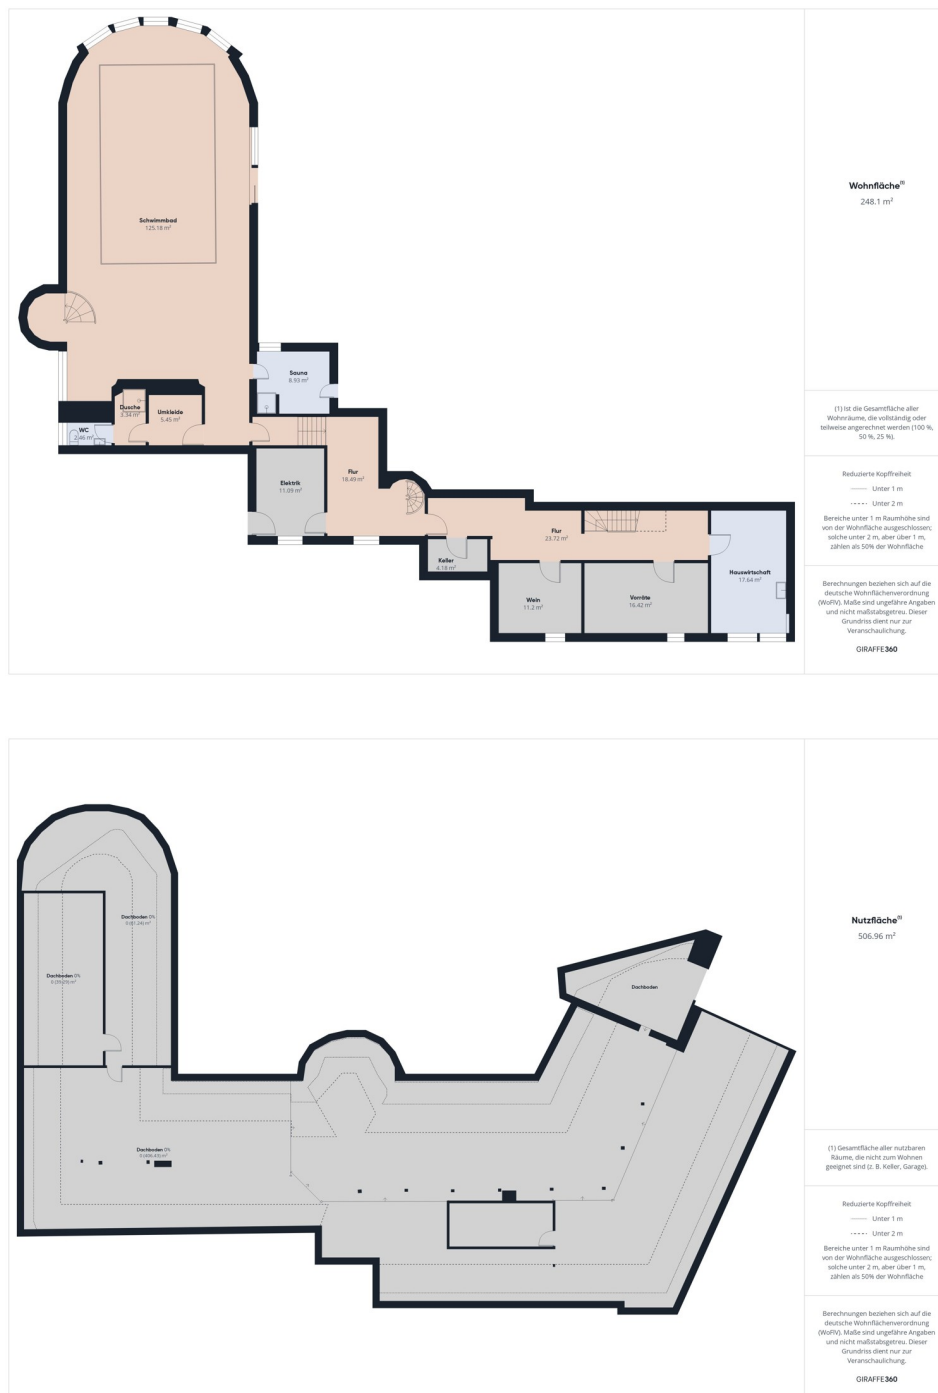 Wohnfläche(1)
248.1 m²
Schwimmbad
125.18 m²
Sauna
8.93 m²
Dusche
3.34 m²
Umkleide
5.45 m²
WC
2.46 m²
Flur
18.49 m²
Elektrik
11.09 m²
Flur
23.72 m²
Keller
4.18 m²
Hauswirtschaft
17.64 m²
Wein
11.2 m²
Vorräte
16.42 m²
(1) Ist die Gesamtfläche aller
Wohnräume, die vollständig oder
teilweise angerechnet werden (100 %,
50 %, 25 %).
Reduzierte Kopffreiheit
Unter 1 m
Unter 2 m
Bereiche unter 1 m Raumhöhe sind
von der Wohnfläche ausgeschlossen;
solche unter 2 m, aber über 1 m,
zählen als 50% der Wohnfläche
Berechnungen beziehen sich auf die
deutsche Wohnflächenverordnung
(WoFlV). Maße sind ungefähre Angaben
und nicht maßstabsgetreu. Dieser
Grundriss dient nur zur
Veranschaulichung.
GIRAFFE360
Nutzfläche(1)
506.96 m²
Dachboden 0%
Dachboden 0%
Dachboden
Dachboden 0%
(1) Gesamtfläche aller nutzbaren
Räume, die nicht zum Wohnen
geeignet sind (z. B. Keller, Garage).
Reduzierte Kopffreiheit
Unter 1 m
Unter 2 m
Bereiche unter 1 m Raumhöhe sind
von der Wohnfläche ausgeschlossen;
solche unter 2 m, aber über 1 m,
zählen als 50% der Wohnfläche
Berechnungen beziehen sich auf die
deutsche Wohnflächenverordnung
(WoFlV). Maße sind ungefähre Angaben
und nicht maßstabsgetreu. Dieser
Grundriss dient nur zur
Veranschaulichung.
GIRAFFE360